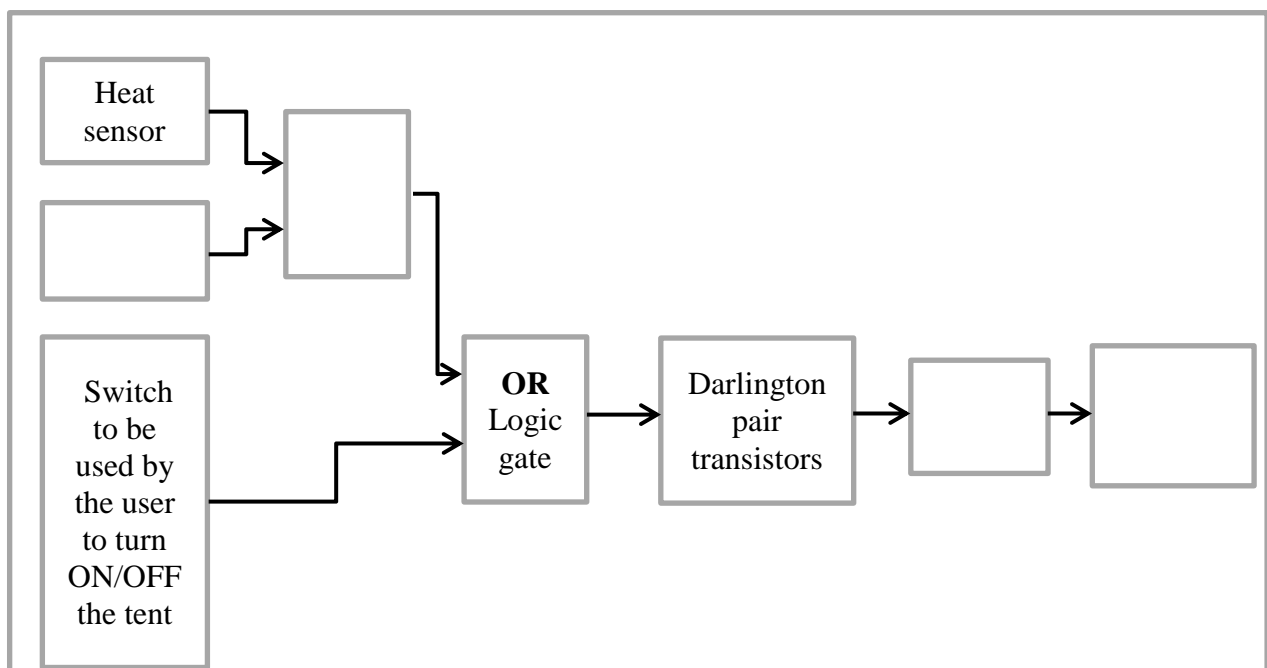 Heat
sensor
Switch
to be
used by
the user
to turn
ON/OFF
the tent
OR
Logic
gate
Darlington
pair
transistors